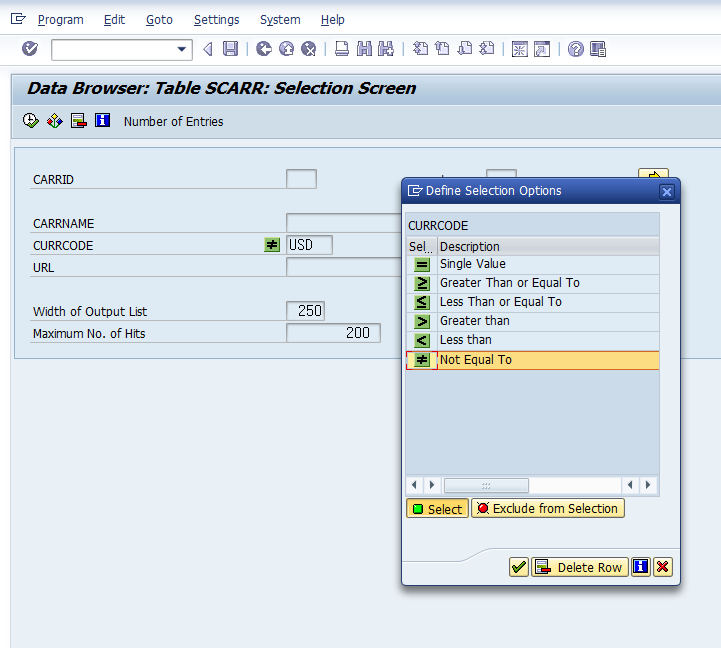 Program Edit Goto Settings System Help
Data Browser: Table SCARR: Selection Screen
Number of Entries
CARRID
CARRNAME
CURRCODE ≠ USD
URL
Width of Output List 250
Maximum No. of Hits 200
Define Selection Options
CURRCODE
Sel.. Description
= Single Value
≥ Greater Than or Equal To
≤ Less Than or Equal To
> Greater than
< Less than
≠ Not Equal To
Select Exclude from Selection
Delete Row